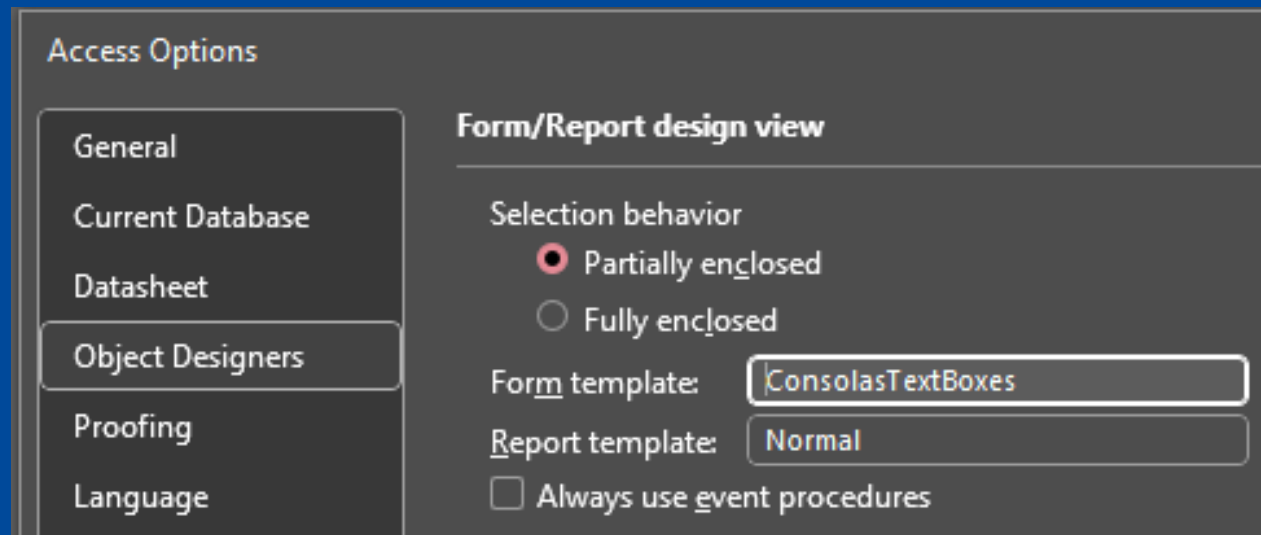 Access Options
General
Current Database
Datasheet
Object Designers
Proofing
Language
Form/Report design view
Selection behavior
Partially enclosed
Fully enclosed
Form template: ConsolasTextBoxes
Report template: Normal
Always use event procedures